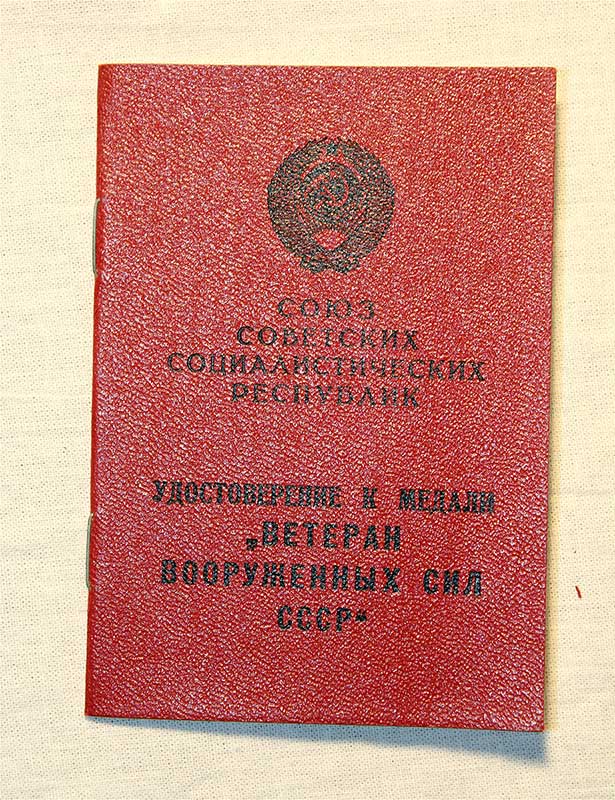 СОЮЗ
СОВЕТСКИХ
СОЦИАЛИСТИЧЕСКИХ
РЕСПУБЛИК
УДОСТОВЕРЕНИЕ К МЕДАЛИ
„ВЕТЕРАН
ВООРУЖЕННЫХ СИЛ
СССР“